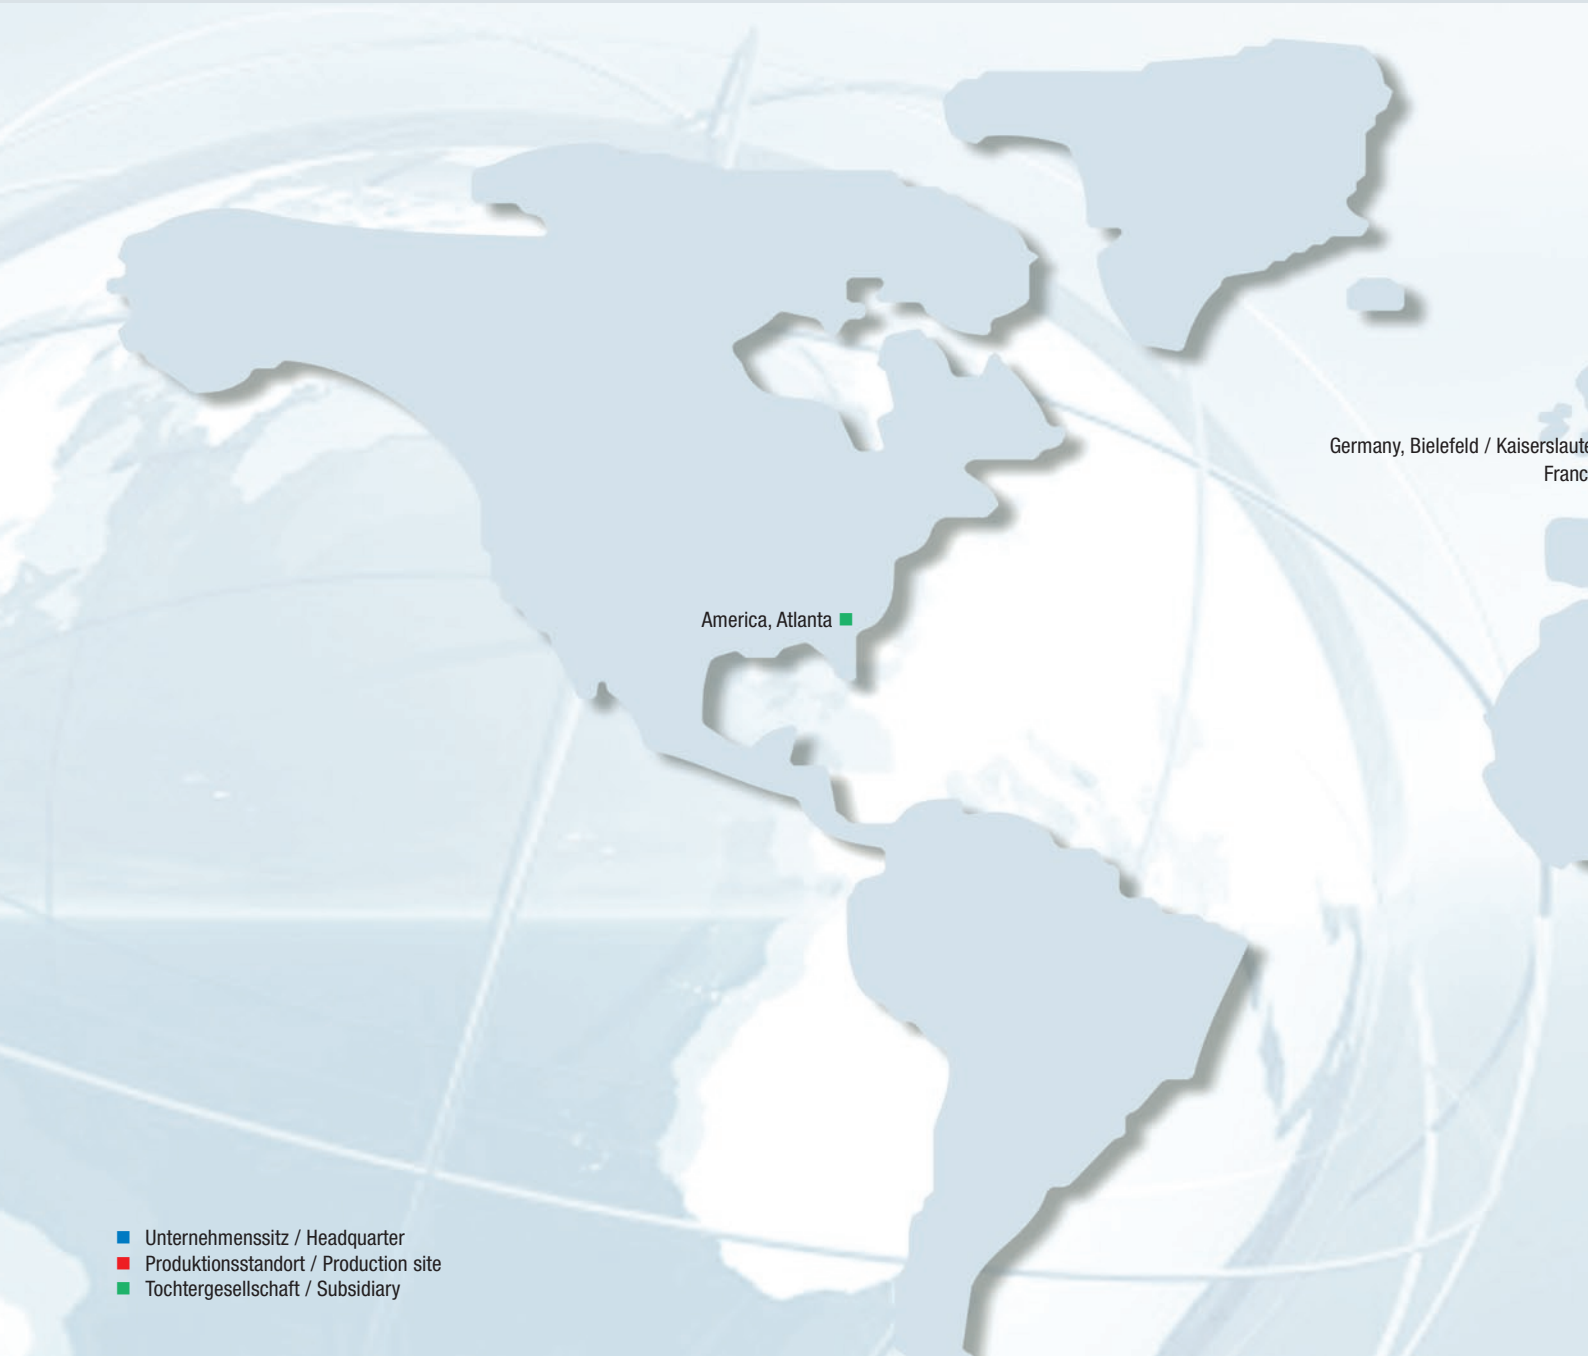 Germany, Bielefeld / Kaiserslaute
Franc
America, Atlanta
Unternehmenssitz / Headquarter
Produktionsstandort / Production site
Tochtergesellschaft / Subsidiary